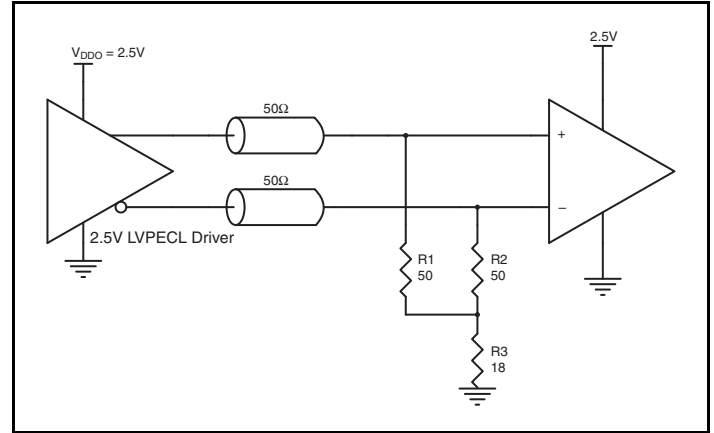 V_DDO = 2.5V
2.5V
50Ω
+
50Ω
–
2.5V LVPECL Driver
R1
50
R2
50
R3
18